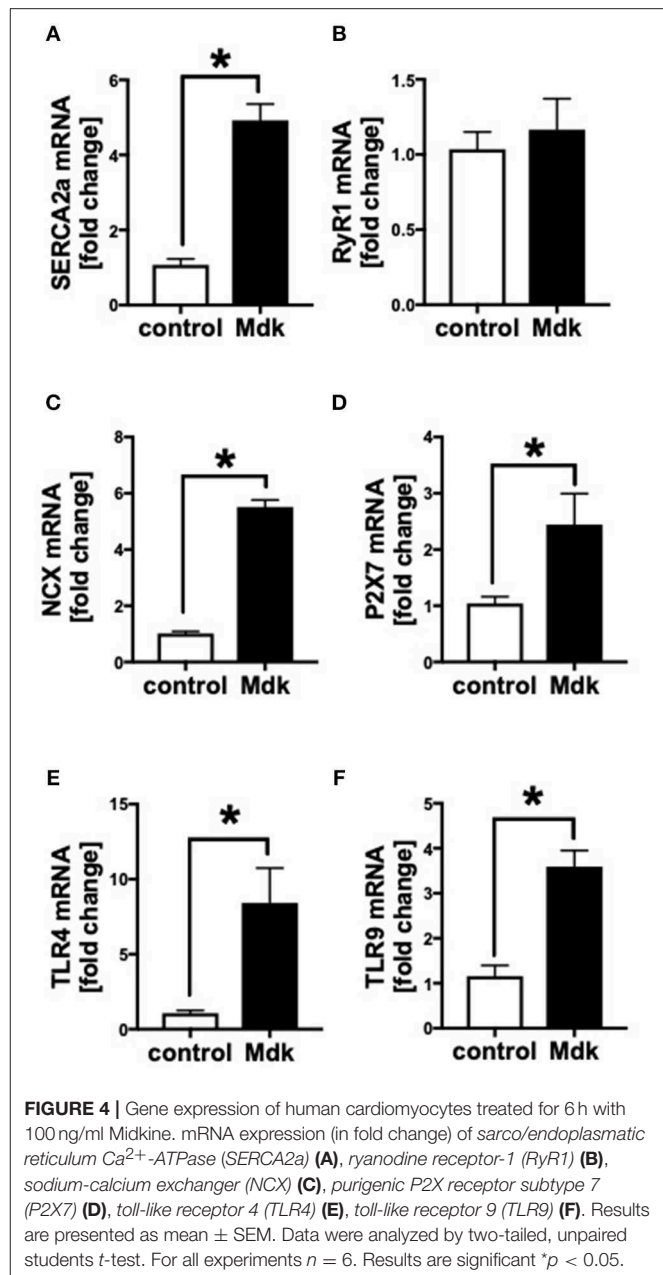 A
SERCA2a mRNA
[fold change]
6
4
2
0
*
control Mdk
B
RyR1 mRNA
[fold change]
1.5
1.0
0.5
0.0
control Mdk
C
NCX mRNA
[fold change]
8
6
4
2
0
*
control Mdk
D
P2X7 mRNA
[fold change]
4
3
2
1
0
*
control Mdk
E
TLR4 mRNA
[fold change]
15
10
5
0
*
control Mdk
F
TLR9 mRNA
[fold change]
5
4
3
2
1
0
*
control Mdk
FIGURE 4 | Gene expression of human cardiomyocytes treated for 6 h with
100 ng/ml Midkine. mRNA expression (in fold change) of sarco/endoplasmatic
reticulum Ca²⁺-ATPase (SERCA2a) (A), ryanodine receptor-1 (RyR1) (B),
sodium-calcium exchanger (NCX) (C), purigenic P2X receptor subtype 7
(P2X7) (D), toll-like receptor 4 (TLR4) (E), toll-like receptor 9 (TLR9) (F). Results
are presented as mean ± SEM. Data were analyzed by two-tailed, unpaired
students t-test. For all experiments n = 6. Results are significant *p < 0.05.